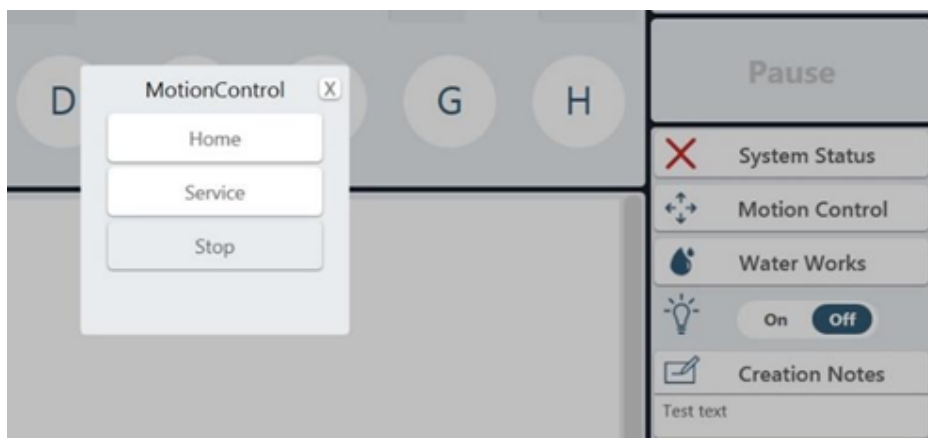 D
G
H
MotionControl
X
Home
Service
Stop
Pause
System Status
Motion Control
Water Works
On
Off
Creation Notes
Test text